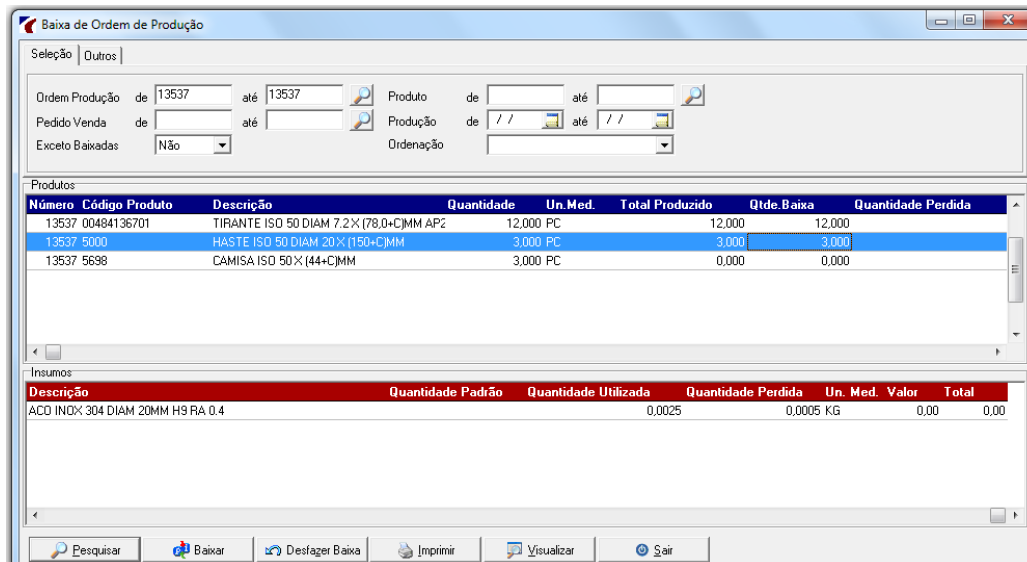 Baixa de Ordem de Produção
Seleção Outros
Ordem Produção de 13537 até 13537 Produto de até
Pedido Venda de até Produção de / / até / /
Exceto Baixadas Não Ordenação
Produtos
Número Código Produto Descrição Quantidade Un.Med. Total Produzido Qtde.Baixa Quantidade Perdida
13537 00484136701 TIRANTE ISO 50 DIAM 7.2 X (78,0+C)MM AP2 12,000 PC 12,000 12,000
13537 5000 HASTE ISO 50 DIAM 20 X (150+C)MM 3,000 PC 3,000 3,000
13537 5698 CAMISA ISO 50 X (44+C)MM 3,000 PC 0,000 0,000
Insumos
Descrição Quantidade Padrão Quantidade Utilizada Quantidade Perdida Un. Med. Valor Total
ACO INOX 304 DIAM 20MM H9 RA 0.4 0,0025 0,0005 KG 0,00 0,00
Pesquisar Baixar Desfazer Baixa Imprimir Visualizar Sair